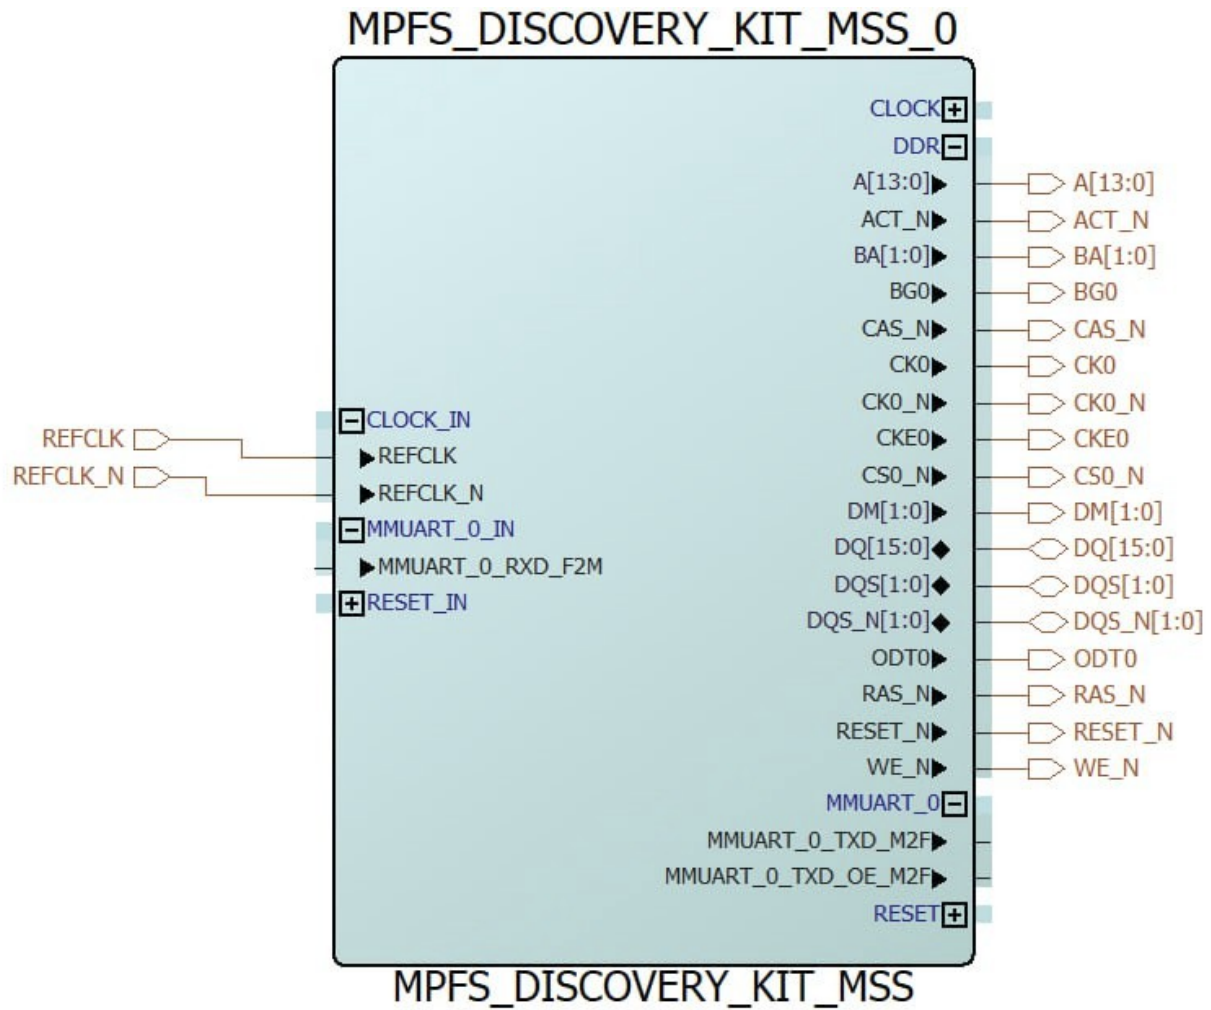 MPFS_DISCOVERY_KIT_MSS_0
CLOCK
DDR
A[13:0] A[13:0]
ACT_N ACT_N
BA[1:0] BA[1:0]
BG0 BG0
CAS_N CAS_N
CK0 CK0
CK0_N CK0_N
CLOCK_IN
REFCLK
CKE0 CKE0
REFCLK
REFCLK_N
CS0_N CS0_N
REFCLK_N
DM[1:0] DM[1:0]
MMUART_0_IN
DQ[15:0] DQ[15:0]
MMUART_0_RXD_F2M
DQS[1:0] DQS[1:0]
RESET_IN
DQS_N[1:0] DQS_N[1:0]
ODT0 ODT0
RAS_N RAS_N
RESET_N RESET_N
WE_N WE_N
MMUART_0
MMUART_0_TXD_M2F
MMUART_0_TXD_OE_M2F
RESET
MPFS_DISCOVERY_KIT_MSS